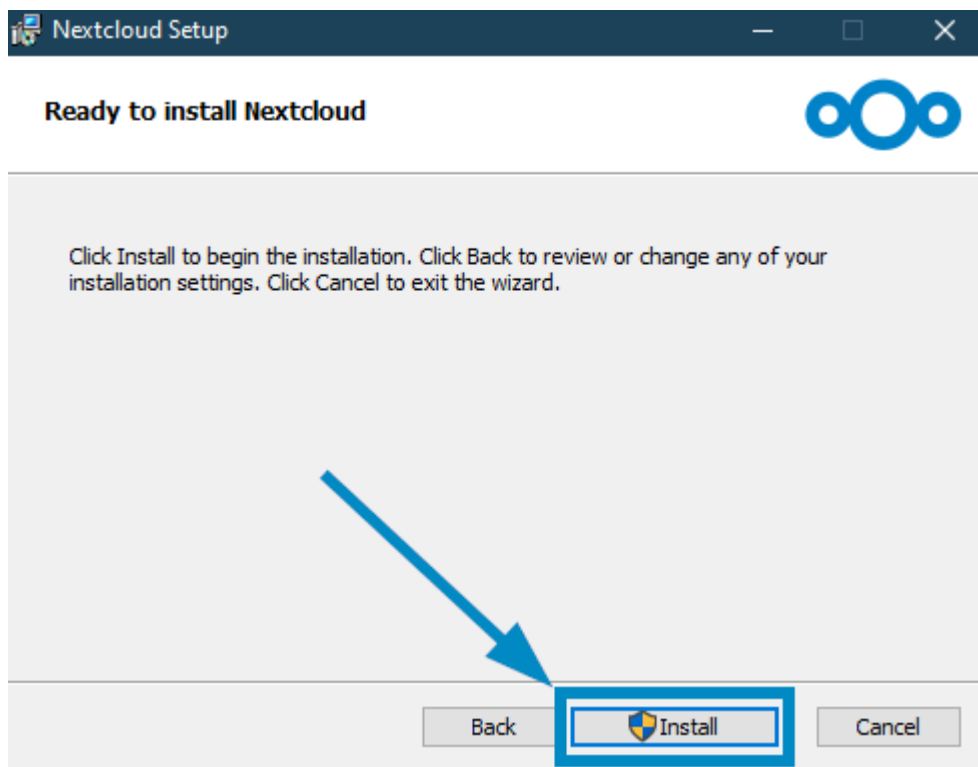 Nextcloud Setup
Ready to install Nextcloud
Click Install to begin the installation. Click Back to review or change any of your
installation settings. Click Cancel to exit the wizard.
Back Install Cancel